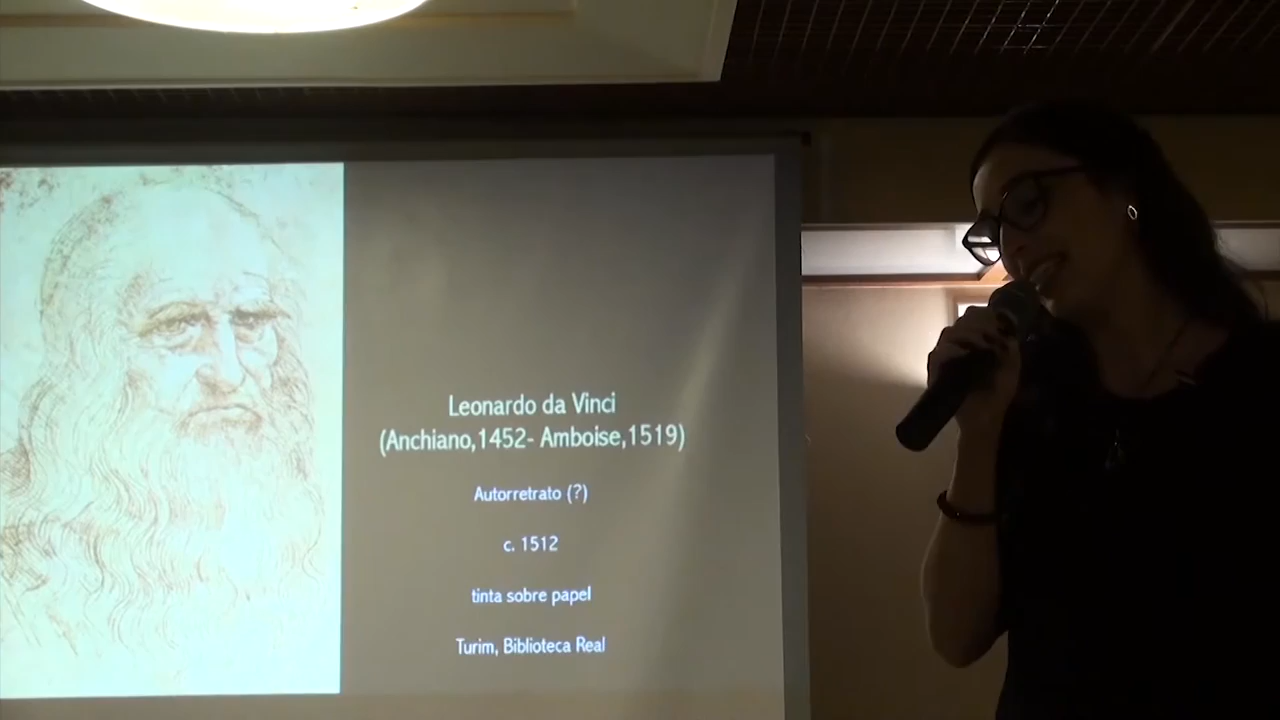 Leonardo da Vinci
(Anchiano,1452- Amboise,1519)
Autorretrato (?)
c. 1512
tinta sobre papel
Turim, Biblioteca Real